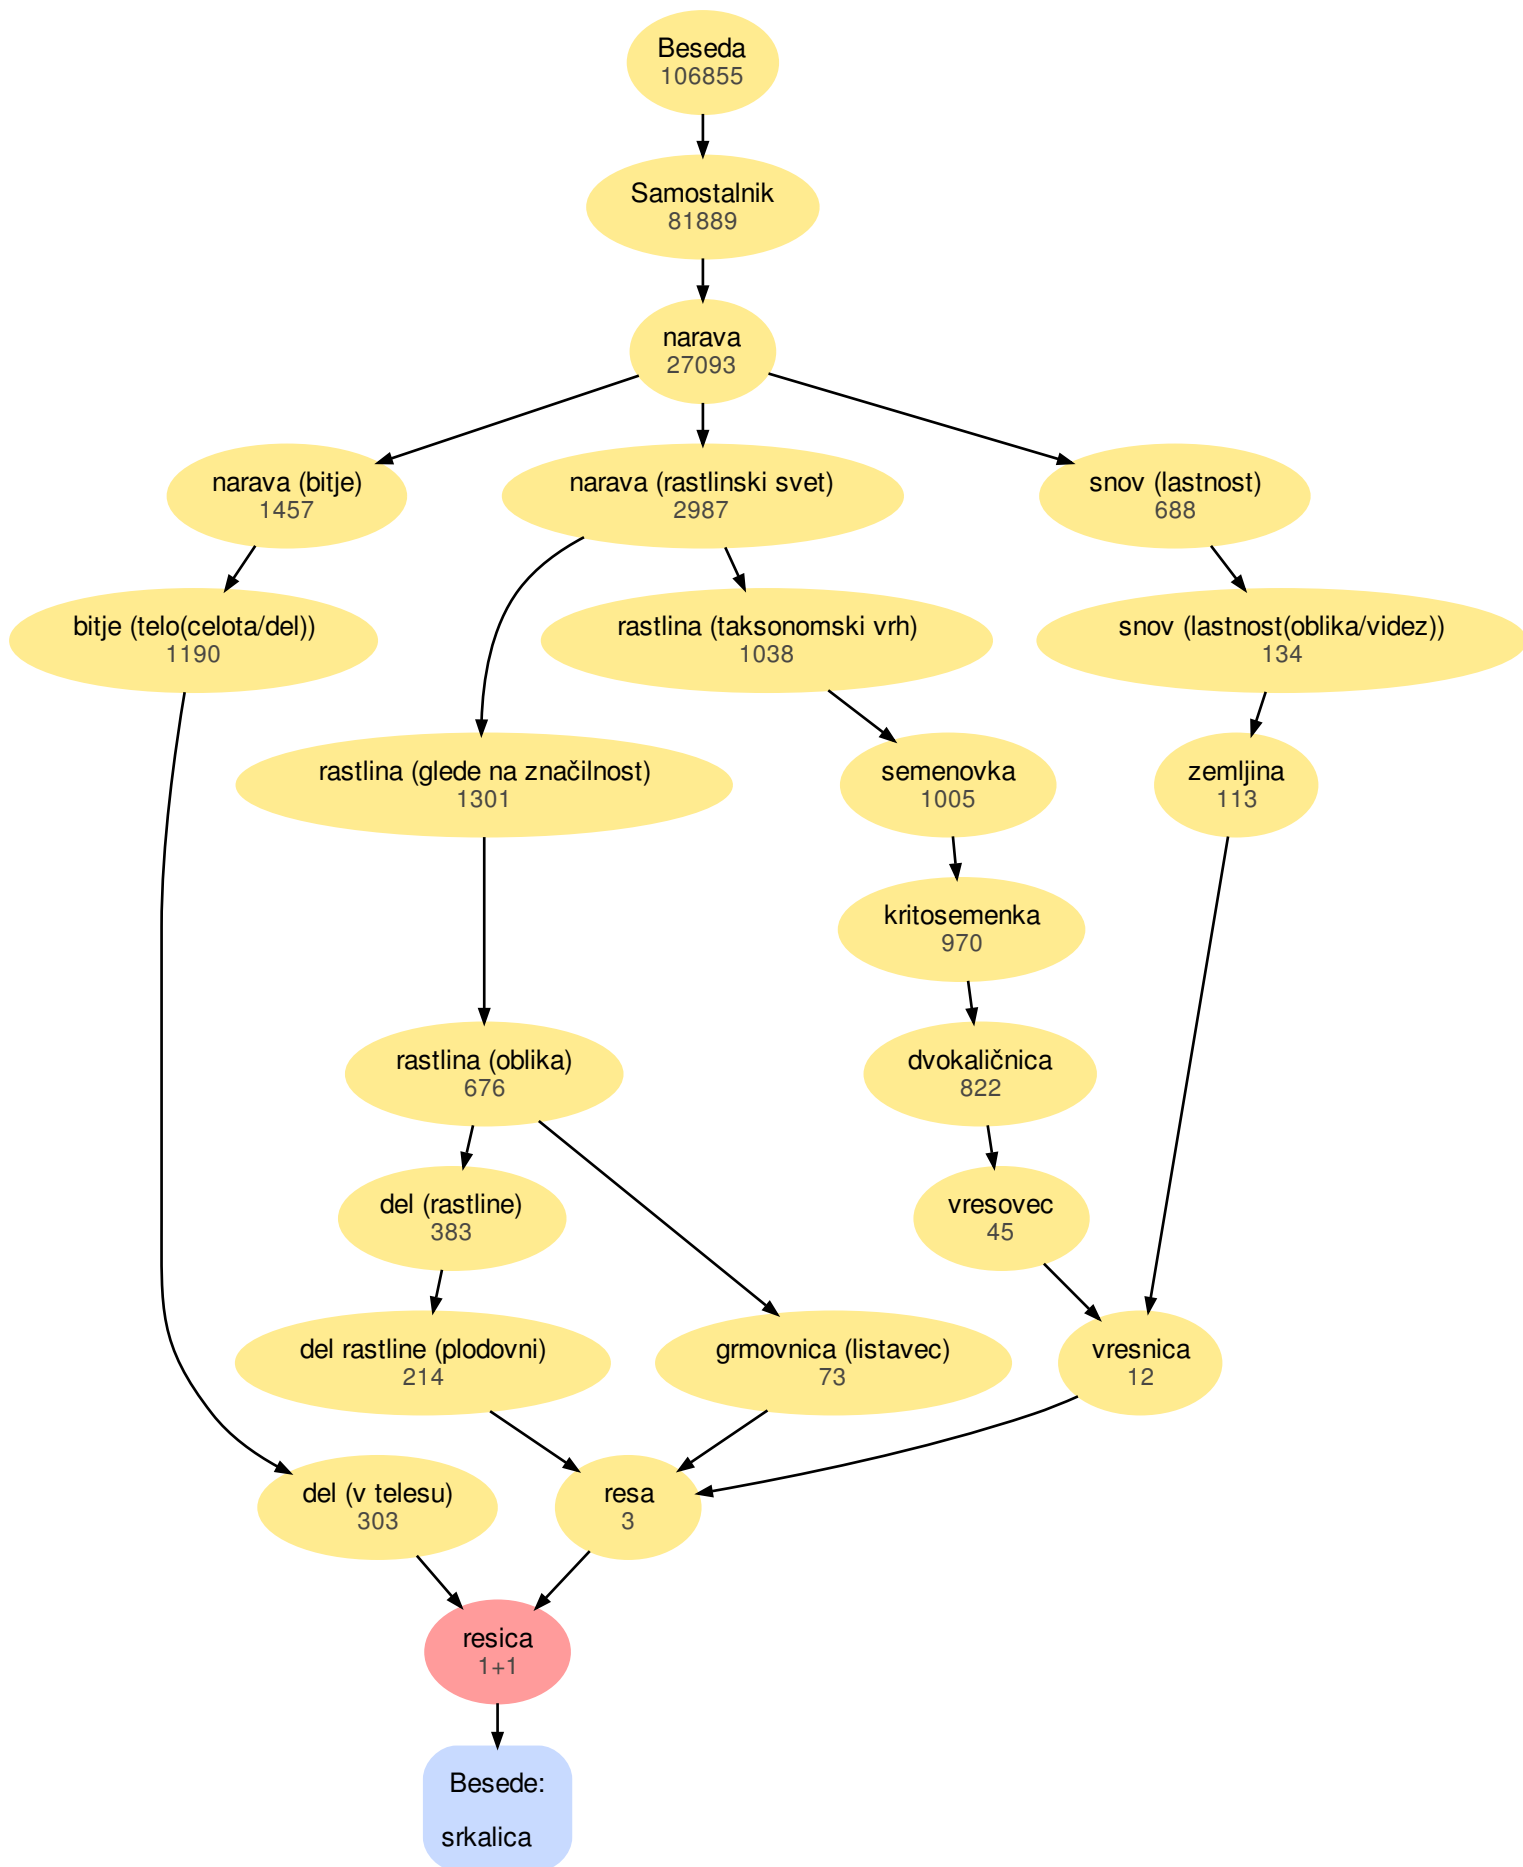 Beseda
106855
Samostalnik
81889
narava
27093
narava (bitje)
1457
narava (rastlinski svet)
2987
snov (lastnost)
688
bitje (telo(celota/del))
1190
rastlina (taksonomski vrh)
1038
snov (lastnost(oblika/videz))
134
rastlina (glede na značilnost)
1301
semenovka
1005
zemljina
113
kritosemenka
970
rastlina (oblika)
676
dvokaličnica
822
del (rastline)
383
vresovec
45
del rastline (plodovni)
214
grmovnica (listavec)
73
vresnica
12
del (v telesu)
303
resa
3
resica
1+1
Besede:
srkalica